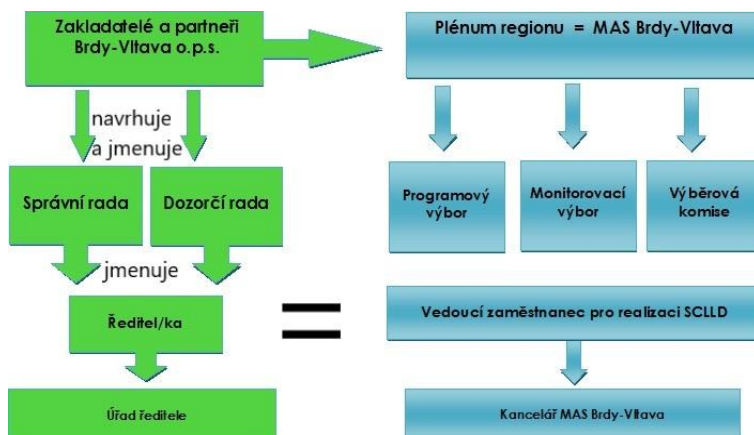 Zakladatelé a partneři
Brdy-Vltava o.p.s.
Plénum regionu = MAS Brdy-Vltava
navrhuje
a jmenuje
Správní rada
Dozorčí rada
Programový
výbor
Monitorovací
výbor
Výběrová
komise
jmenuje
Ředitel/ka
=
Vedoucí zaměstnanec pro realizaci SCLLD
Úřad ředitele
Kancelář MAS Brdy-Vltava